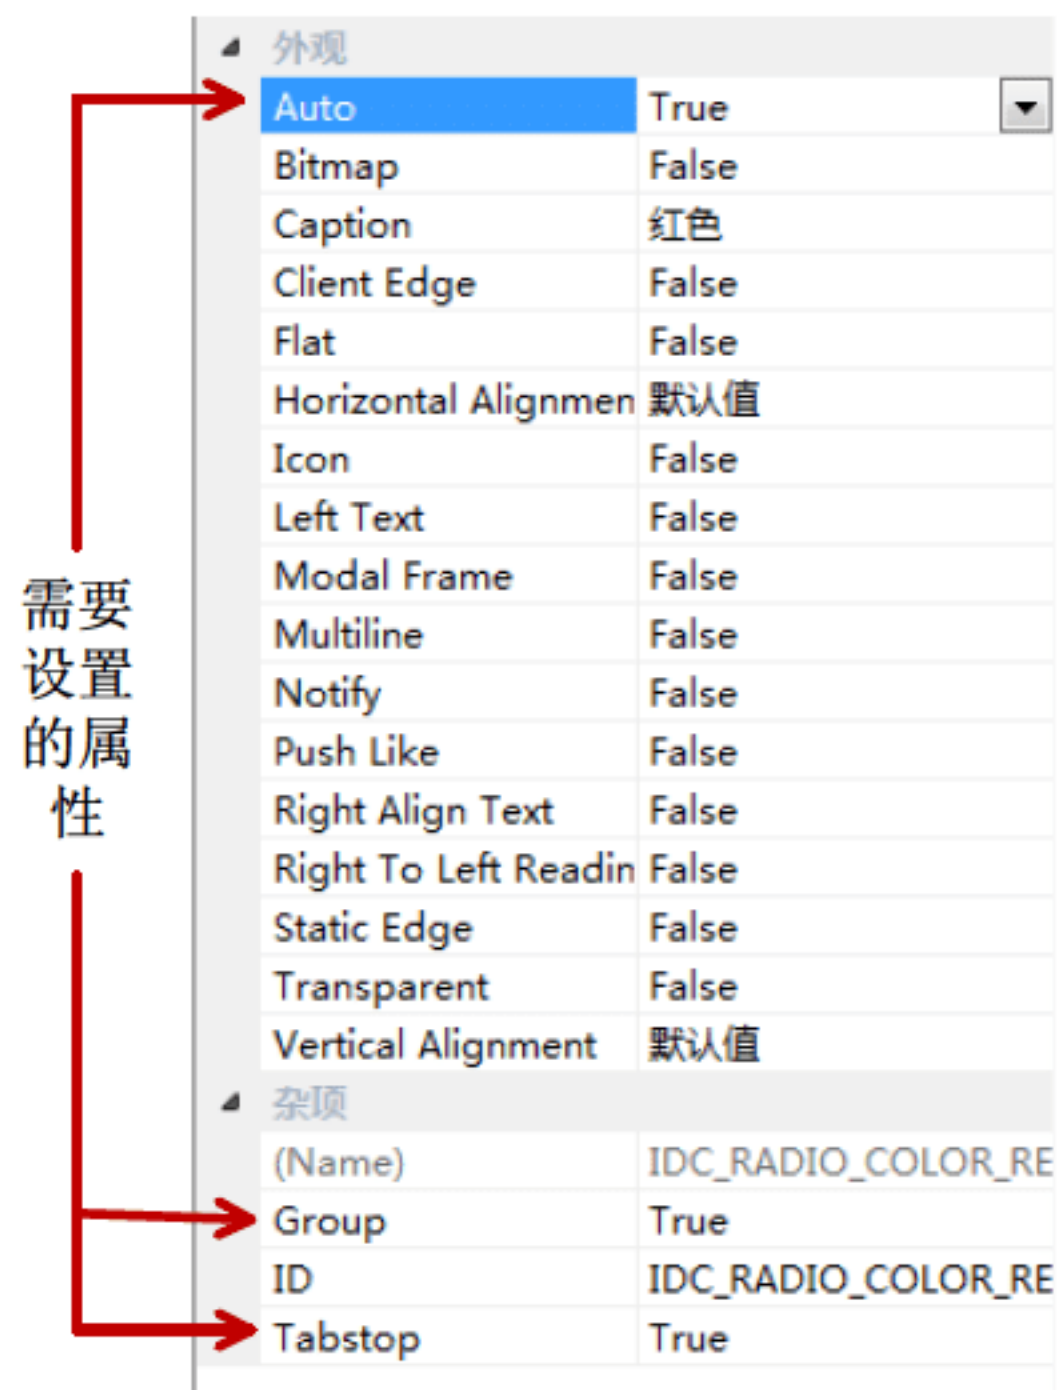 外观
Auto True
Bitmap False
Caption 红色
Client Edge False
Flat False
Horizontal Alignmen 默认值
Icon False
Left Text False
Modal Frame False
Multiline False
Notify False
Push Like False
Right Align Text False
Right To Left Readin False
Static Edge False
Transparent False
Vertical Alignment 默认值
杂项
(Name) IDC_RADIO_COLOR_RE
Group True
ID IDC_RADIO_COLOR_RE
Tabstop True
需要
设置
的属
性